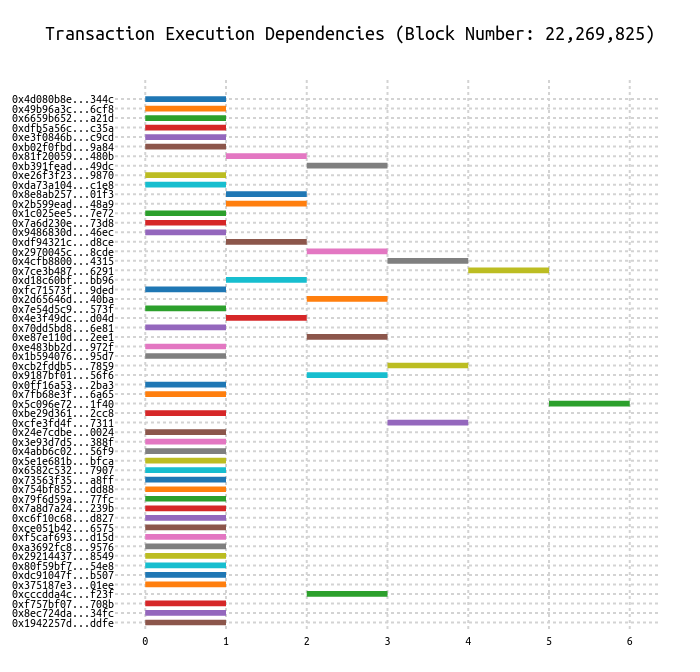 Transaction Execution Dependencies (Block Number: 22,269,825)
0x4d080b8e...344c
0x49b96a3c...6cf8
0x6659b652...a21d
0xdfb5a56c...c35a
0xe3f0846b...c9cd
0xb02f0fbd...9a84
0x81f20059...480b
0xb391fead...49dc
0xe26f3f23...9870
0xda73a104...c1e8
0x8e8ab257...01f3
0x2b599ead...48a9
0x1c025ee5...7e72
0x7a6d230e...73d8
0x9486830d...46ec
0xdf94321c...d8ce
0x2970045c...8cde
0x4cfb8800...4315
0x7ce3b487...6291
0xd18c60bf...bb96
0xfc71573f...9ded
0x2d65646d...40ba
0x7e54d5c9...573f
0x4e3f49dc...d04d
0x70dd5bd8...6e81
0xe87e110d...2ee1
0xe483bb2d...972f
0x1b594076...95d7
0xcb2fddb5...7859
0x9187bf01...56f6
0x0ff16a53...2ba3
0x7fb68e3f...6a65
0x5c096e72...1f40
0xbe29d361...2cc8
0xcfe3fd4f...7311
0x24e7cdbe...0024
0x3e93d7d5...388f
0x4abb6c02...56f9
0x5e1e681b...bfca
0x6582c532...7907
0x73563f35...a8ff
0x754bf852...dd88
0x79f6d59a...77fc
0x7a8d7a24...239b
0xc6f10c68...d827
0xce051b42...6575
0xf5caf693...d15d
0xa3692fc8...9576
0x29214437...8549
0x80f59bf7...54e8
0xdc91047f...b507
0x375187e3...01ee
0xcccdda4c...f23f
0xf757bf07...708b
0x8ec724da...34fc
0x1942257d...ddfe
0 1 2 3 4 5 6